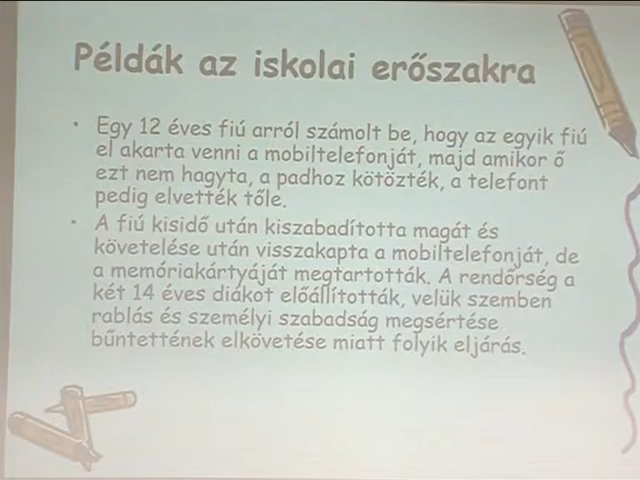 Példák az iskolai erőszakra
• Egy 12 éves fiú arról számolt be, hogy az egyik fiú
el akarta venni a mobiltelefonját, majd amikor ő
ezt nem hagyta, a padhoz kötözték, a telefont
pedig elvették tőle.
• A fiú kisidő után kiszabadította magát és
követelése után visszakapta a mobiltelefonját, de
a memóriakártyáját megtartották. A rendőrség a
két 14 éves diákot előállították, velük szemben
rablás és személyi szabadság megsértése
bűntettének elkövetése miatt folyik eljárás.